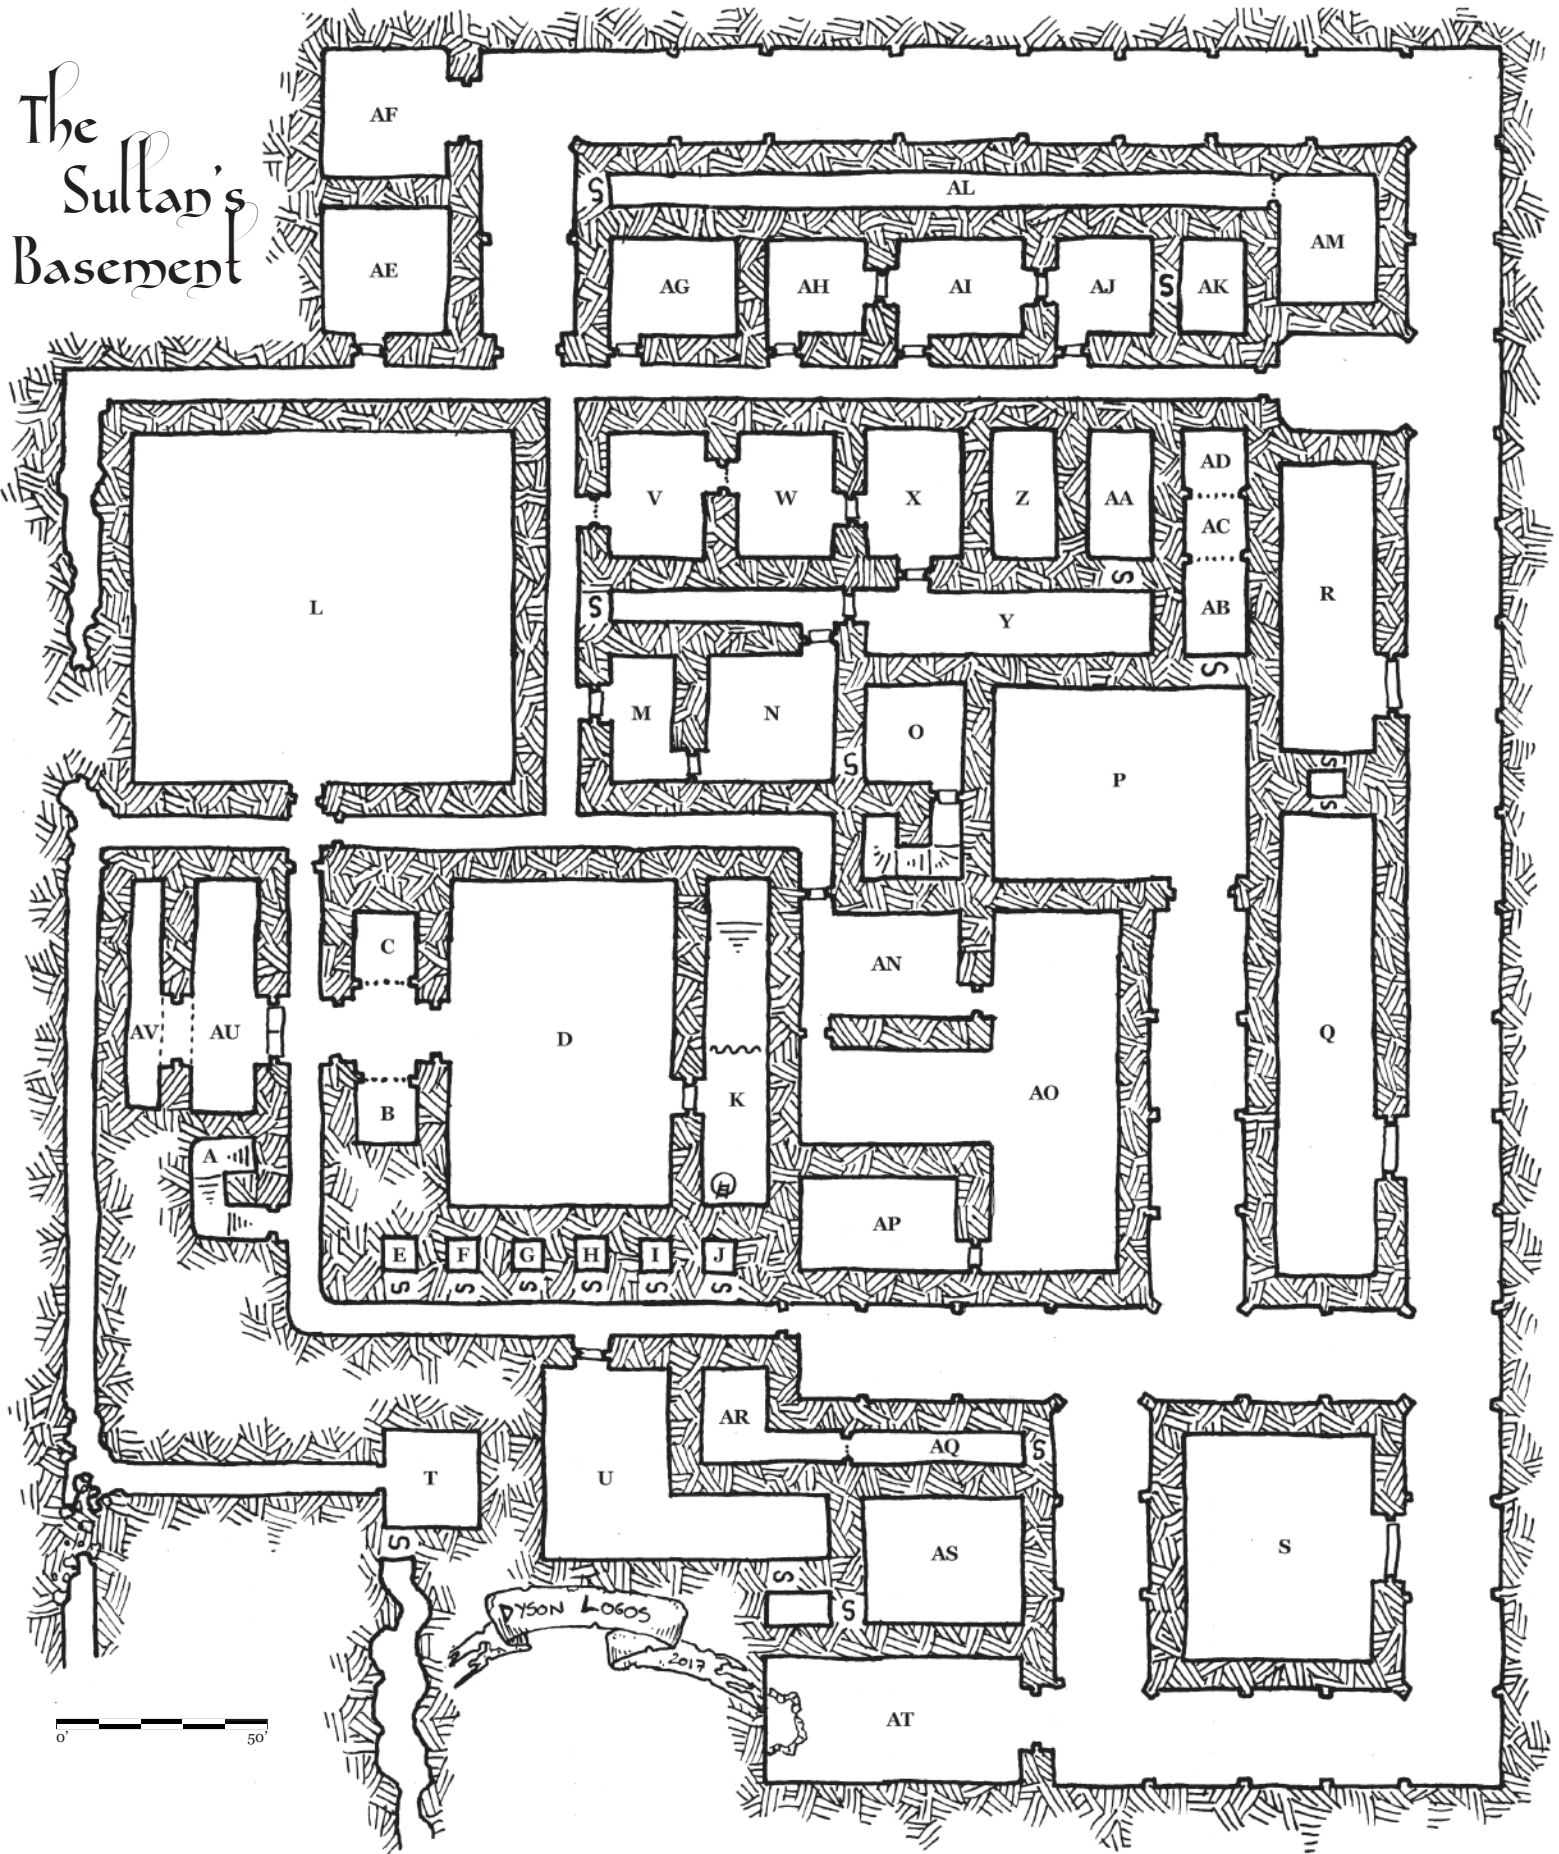 The
Sultan's
Basement
AF
AL
AE
AM
AG
AH
AI
AJ
S
AK
S
V
W
X
Z
AA
AD
AC
AB
S
S
L
S
Y
R
S
M
N
O
S
P
S
S
C
AN
D
AV
AU
Q
K
AO
B
A
AP
E
F
G
H
I
J
S
S
S
S
S
S
AR
AQ
S
T
U
S
AS
S
S
S
DYSON LOGOS
2017
AT
0'
50'